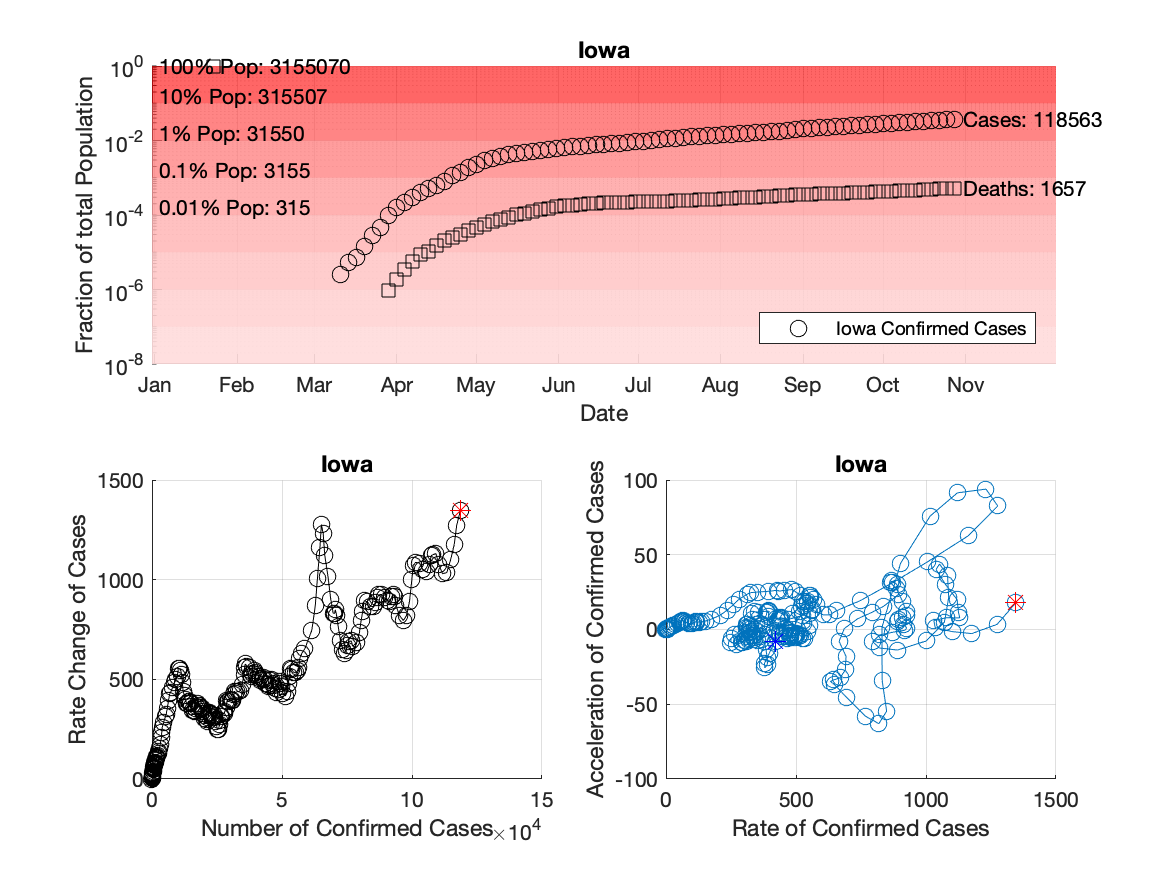 Iowa
Fraction of total Population
10^0
10^-2
10^-4
10^-6
10^-8
100% Pop: 3155070
10% Pop: 315507
1% Pop: 31550
0.1% Pop: 3155
0.01% Pop: 315
Cases: 118563
Deaths: 1657
Iowa Confirmed Cases
Jan Feb Mar Apr May Jun Jul Aug Sep Oct Nov
Date
Iowa
Rate Change of Cases
1500
1000
500
0
0 5 10 15
Number of Confirmed Cases ×10^4
Iowa
Acceleration of Confirmed Cases
100
50
0
-50
-100
0 500 1000 1500
Rate of Confirmed Cases